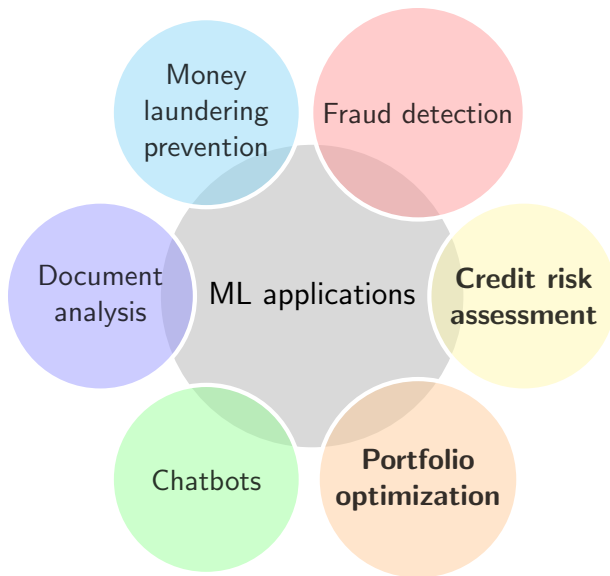 Money
laundering
prevention
Fraud detection
Document
analysis
ML applications
Credit risk
assessment
Chatbots
Portfolio
optimization